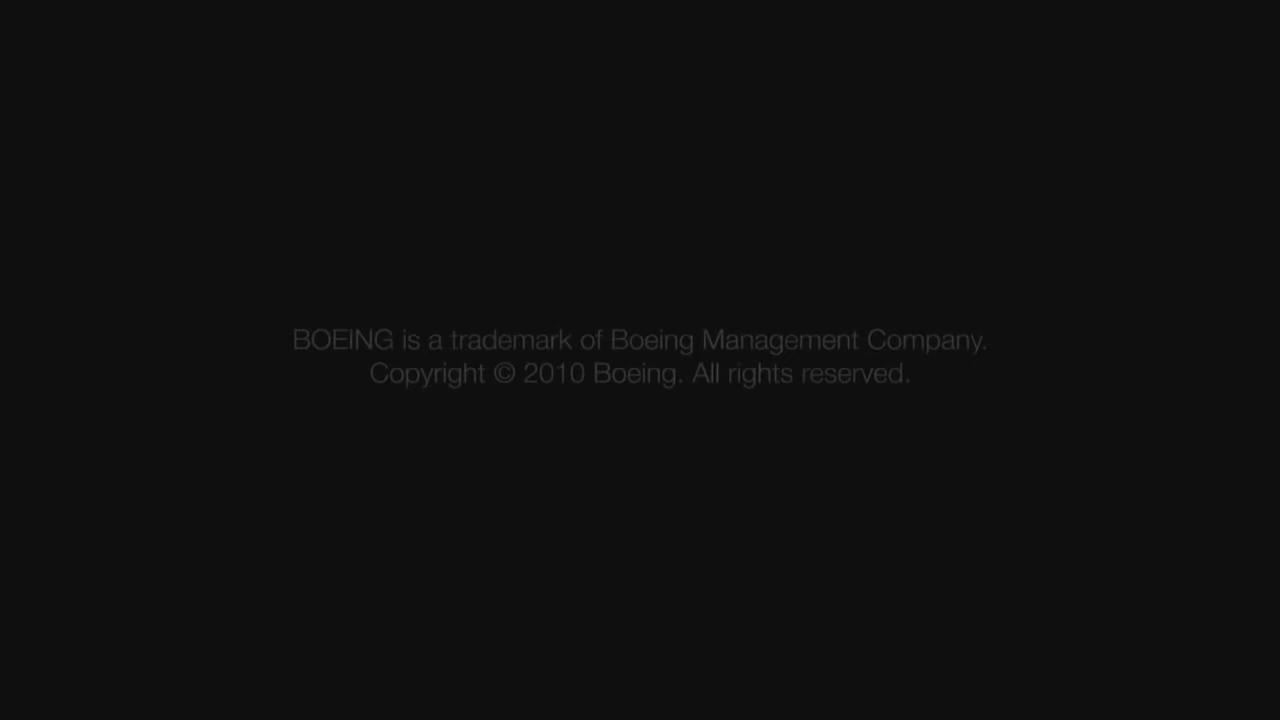 BOEING is a trademark of Boeing Management Company.
Copyright © 2010 Boeing. All rights reserved.